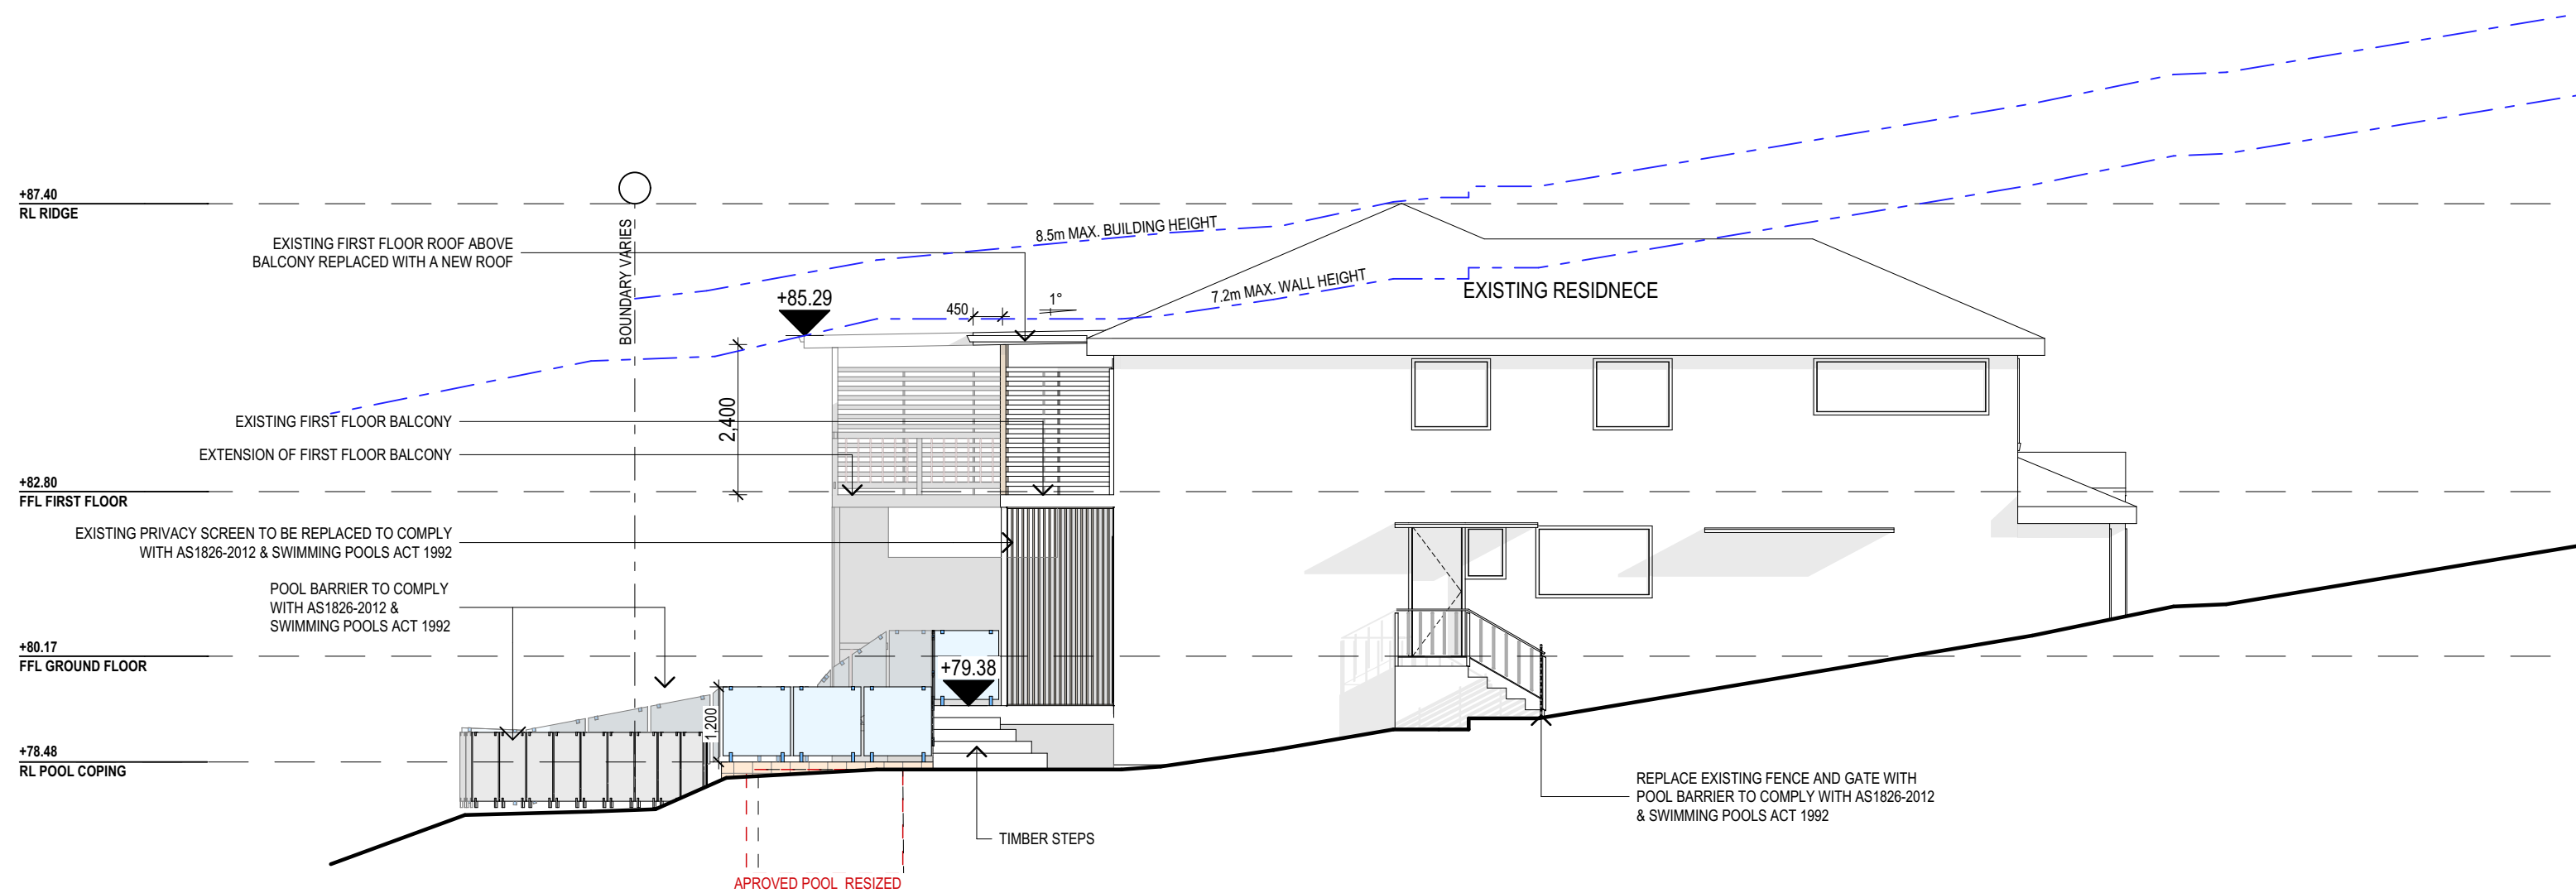 +87.40
RL RIDGE
BOUNDARY VARIES
EXISTING FIRST FLOOR ROOF ABOVE
BALCONY REPLACED WITH A NEW ROOF
8.5m MAX. BUILDING HEIGHT
7.2m MAX. WALL HEIGHT
+85.29
450
1°
EXISTING RESIDNECE
2,400
EXISTING FIRST FLOOR BALCONY
EXTENSION OF FIRST FLOOR BALCONY
+82.80
FFL FIRST FLOOR
EXISTING PRIVACY SCREEN TO BE REPLACED TO COMPLY
WITH AS1826-2012 & SWIMMING POOLS ACT 1992
POOL BARRIER TO COMPLY
WITH AS1826-2012 &
SWIMMING POOLS ACT 1992
+80.17
FFL GROUND FLOOR
+79.38
1,200
+78.48
RL POOL COPING
REPLACE EXISTING FENCE AND GATE WITH
POOL BARRIER TO COMPLY WITH AS1826-2012
& SWIMMING POOLS ACT 1992
TIMBER STEPS
APROVED POOL RESIZED